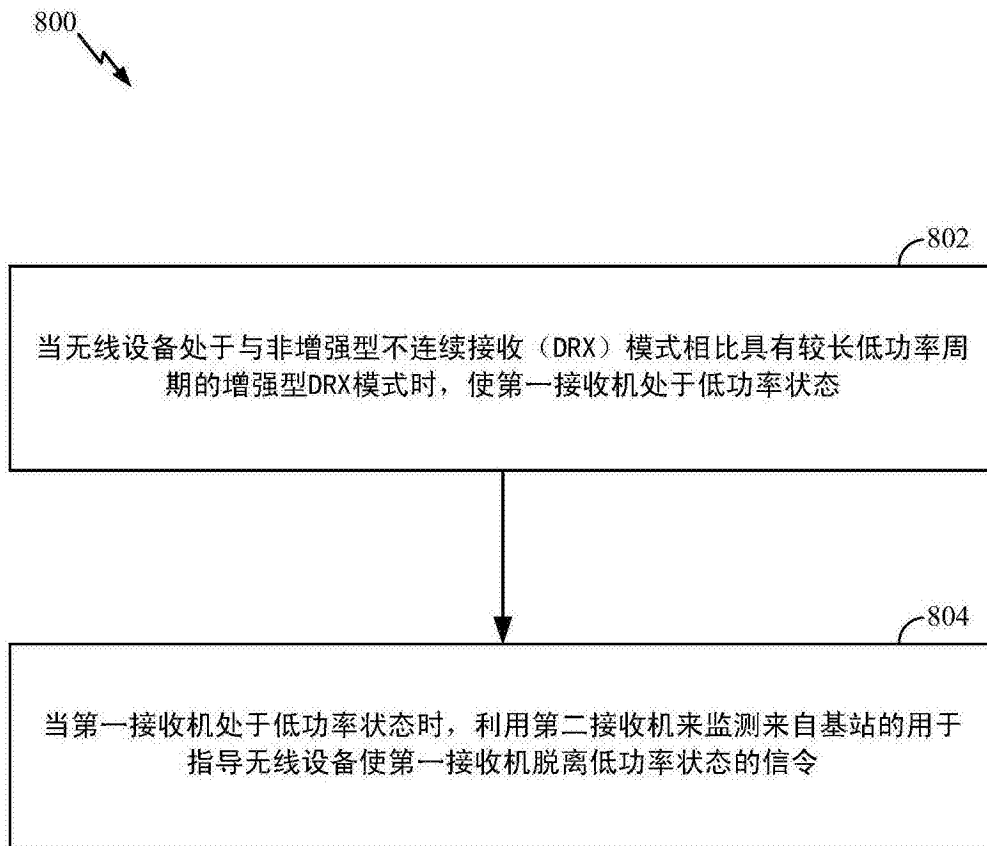 800
802
当无线设备处于与非增强型不连续接收（DRX）模式相比具有较长低功率周
期的增强型DRX模式时，使第一接收机处于低功率状态
804
当第一接收机处于低功率状态时，利用第二接收机来监测来自基站的用于
指导无线设备使第一接收机脱离低功率状态的信令